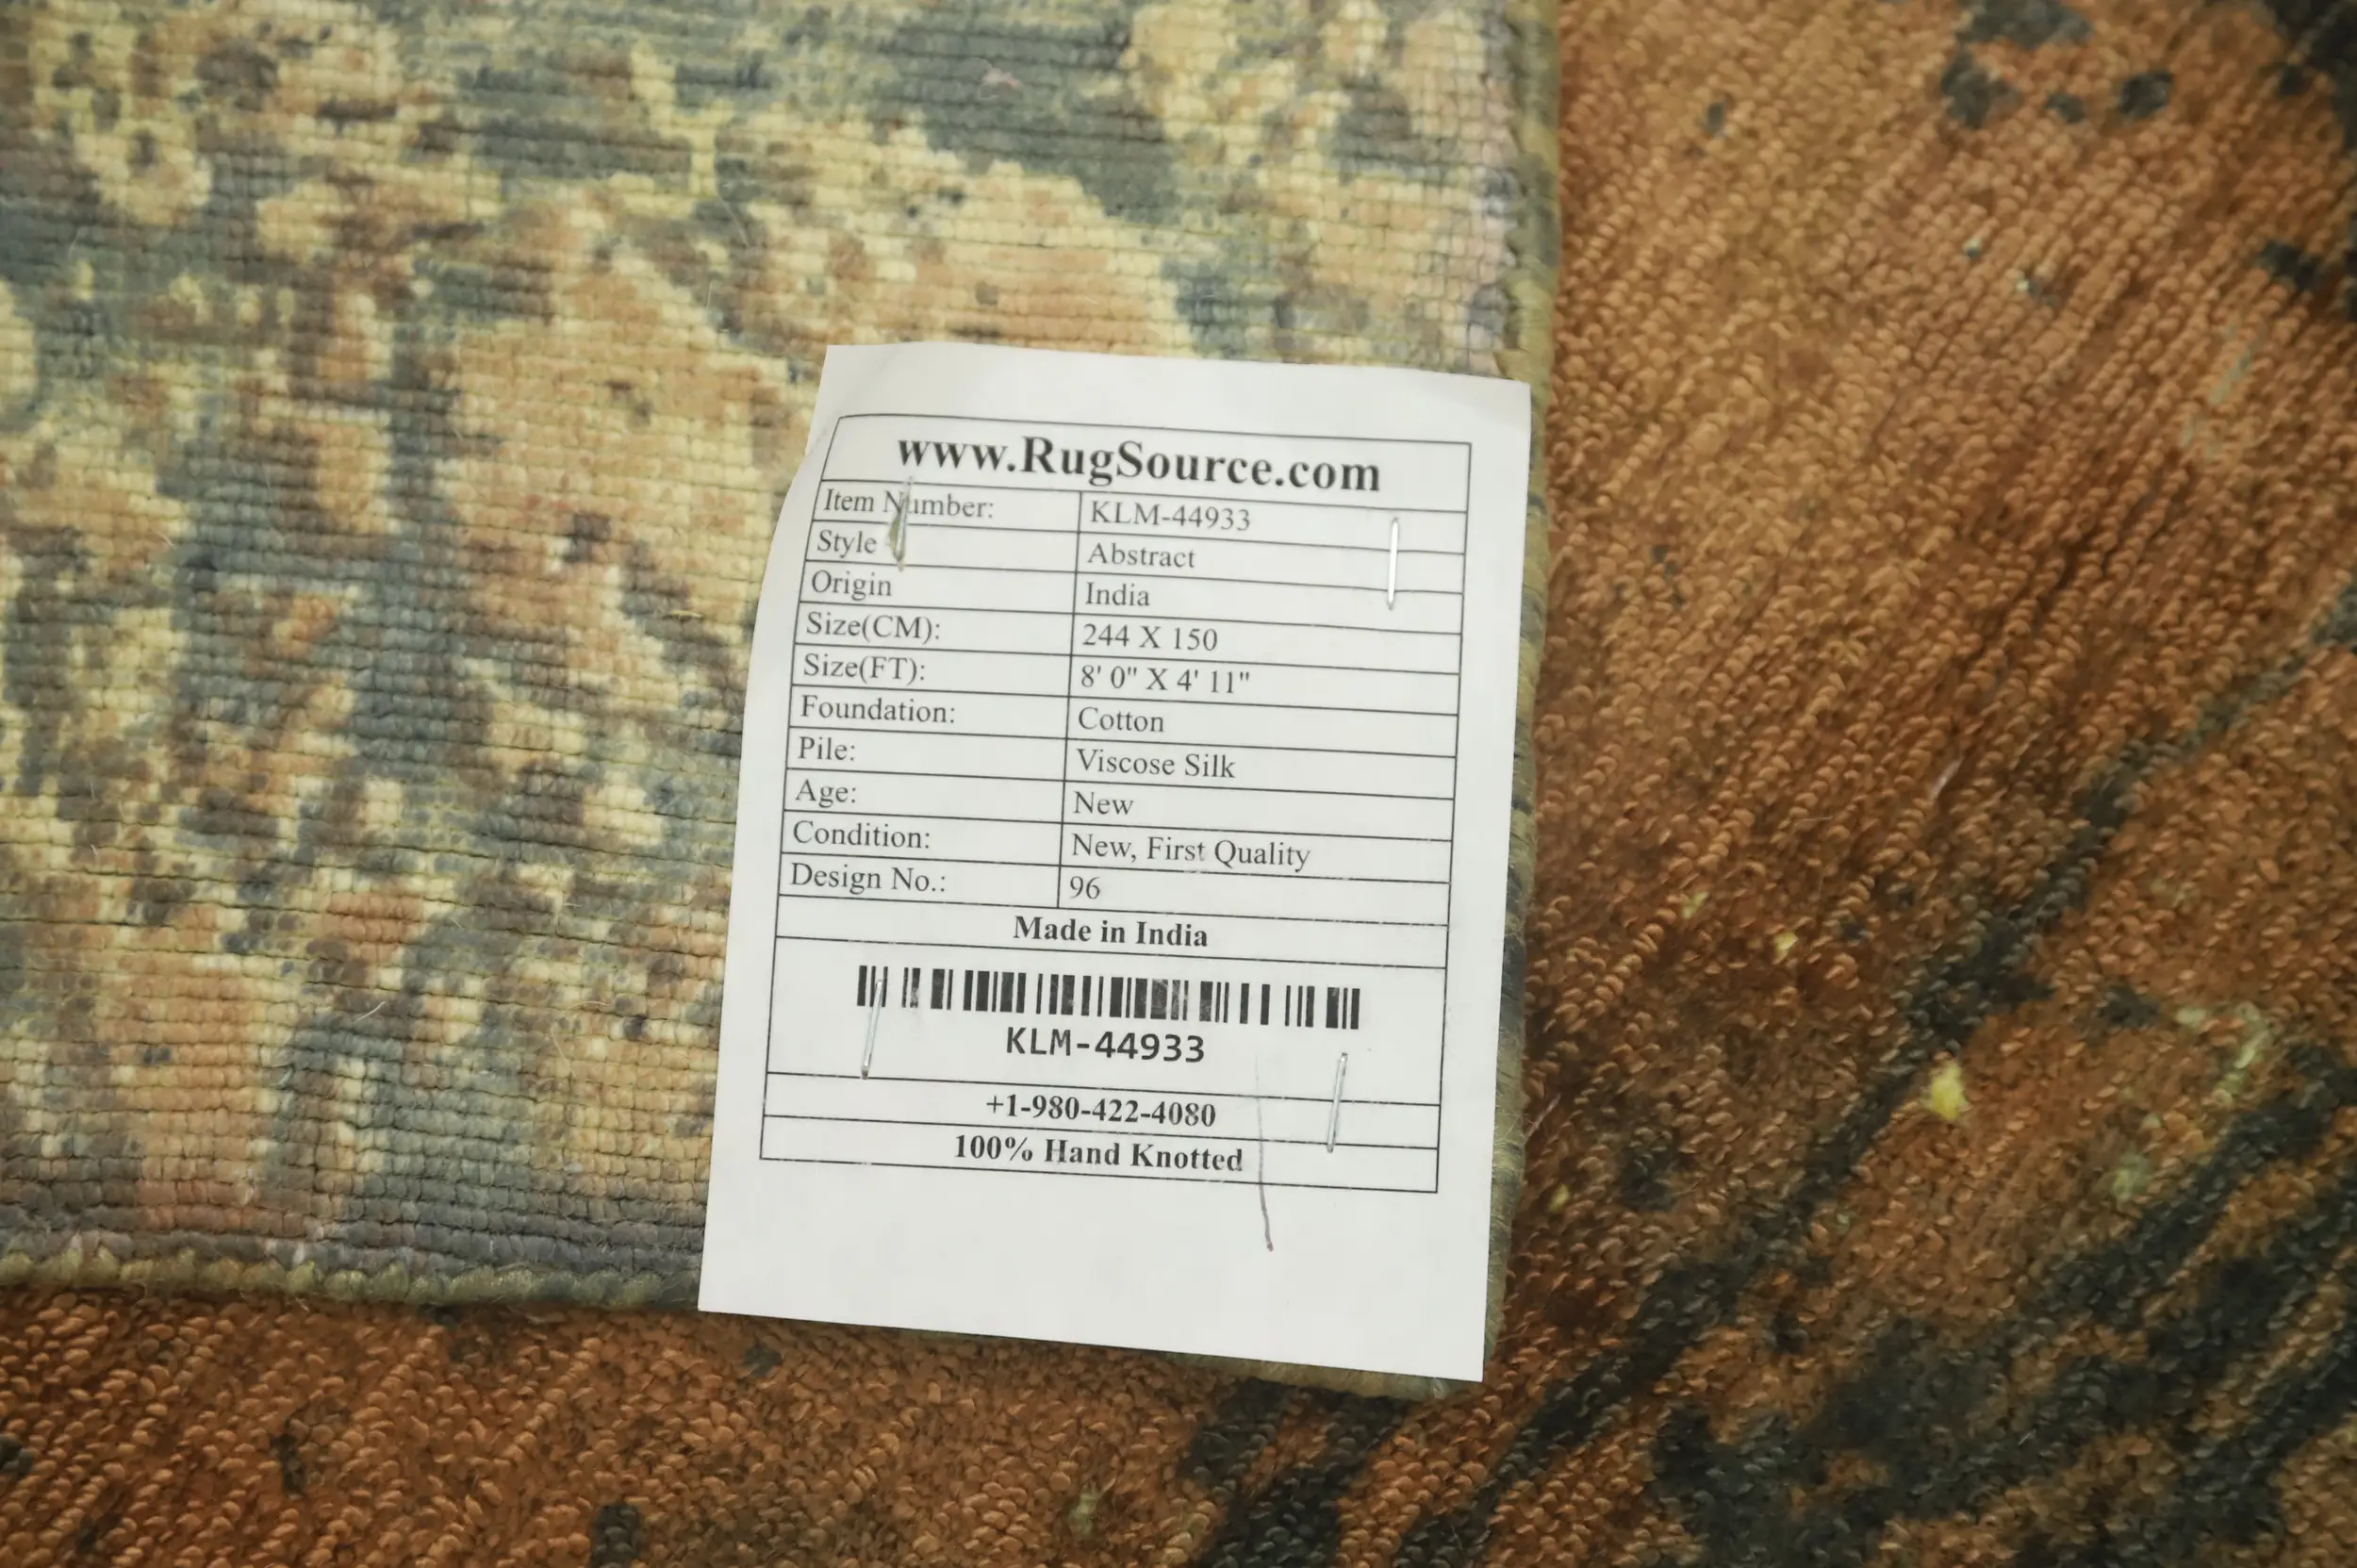 www.RugSource.com
Item Number: KLM-44933
Style Abstract
Origin India
Size(CM): 244 X 150
Size(FT): 8' 0" X 4' 11"
Foundation: Cotton
Pile: Viscose Silk
Age: New
Condition: New, First Quality
Design No.: 96
Made in India
KLM-44933
+1-980-422-4080
100% Hand Knotted